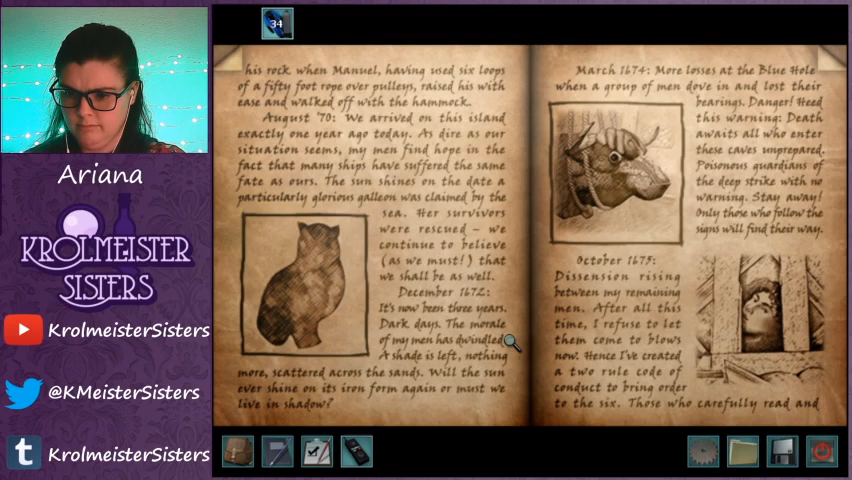 34
his rock when Manuel, having used six loops
of a fifty foot rope over pulleys, raised his with
ease and walked off with the hammock.
August '70: We arrived on this island
exactly one year ago today. As dire as our
situation seems, my men find hope in the
fact that many ships have suffered the same
fate as ours. The sun shines on the date a
particularly glorious galleon was claimed by the
sea. Her survivors
were rescued - we
continue to believe
(as we must!) that
we shall be as well.
December 1672:
It's now been three years.
Dark days. The morale
of my men has dwindled
A shade is left, nothing
more, scattered across the sands. Will the sun
ever shine on its iron form again or must we
live in shadow?
March 1674: More losses at the Blue Hole
when a group of men dove in and lost their
bearings. Danger! Heed
this warning: Death
awaits all who enter
these caves unprepared.
Poisonous guardians of
the deep strike with no
warning. Stay away!
Only those who follow the
signs will find their way.
October 1675:
Dissension rising
between my remaining
men. After all this
time, I refuse to let
them come to blows
now. Hence I've created
a two rule code of
conduct to bring order
to the six. Those who carefully read and
Ariana
KROLMEISTER
SISTERS
KrolmeisterSisters
@KMeisterSisters
KrolmeisterSisters